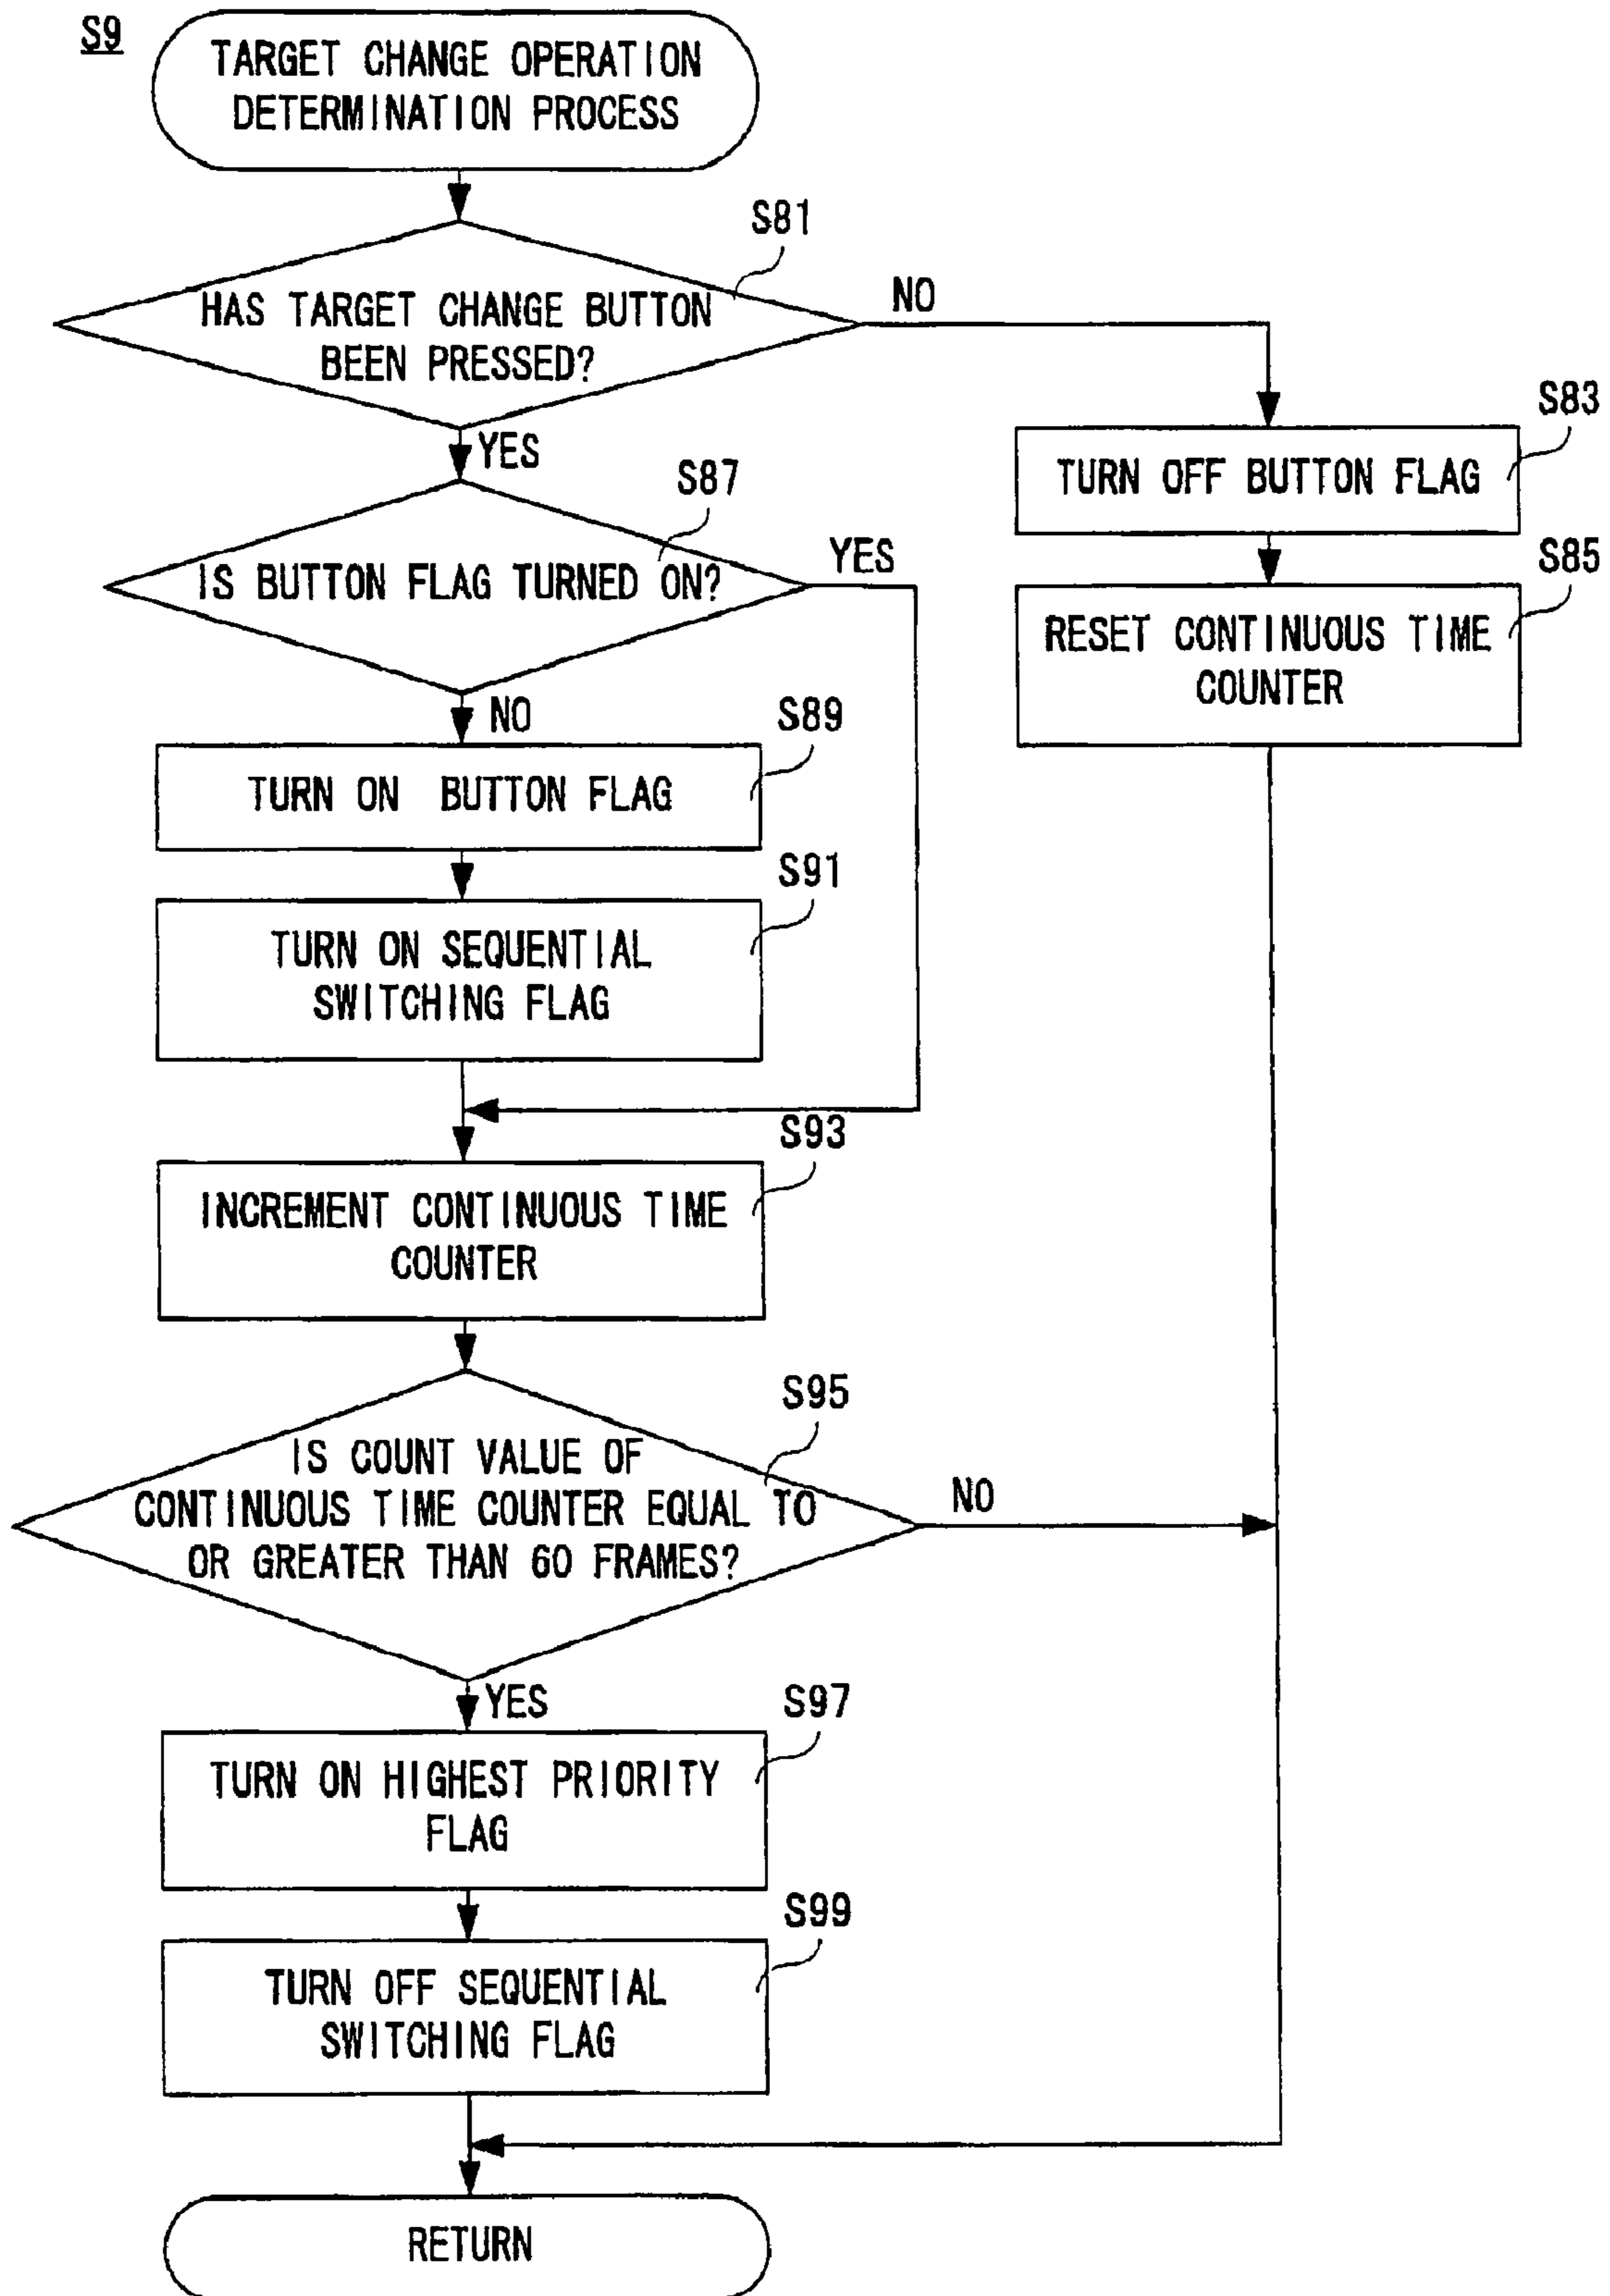 S9
TARGET CHANGE OPERATION
DETERMINATION PROCESS
S81
HAS TARGET CHANGE BUTTON
BEEN PRESSED?
NO
YES
S83
TURN OFF BUTTON FLAG
S85
RESET CONTINUOUS TIME
COUNTER
S87
IS BUTTON FLAG TURNED ON?
YES
NO
S89
TURN ON BUTTON FLAG
S91
TURN ON SEQUENTIAL
SWITCHING FLAG
S93
INCREMENT CONTINUOUS TIME
COUNTER
S95
IS COUNT VALUE OF
CONTINUOUS TIME COUNTER EQUAL TO
OR GREATER THAN 60 FRAMES?
NO
YES
S97
TURN ON HIGHEST PRIORITY
FLAG
S99
TURN OFF SEQUENTIAL
SWITCHING FLAG
RETURN